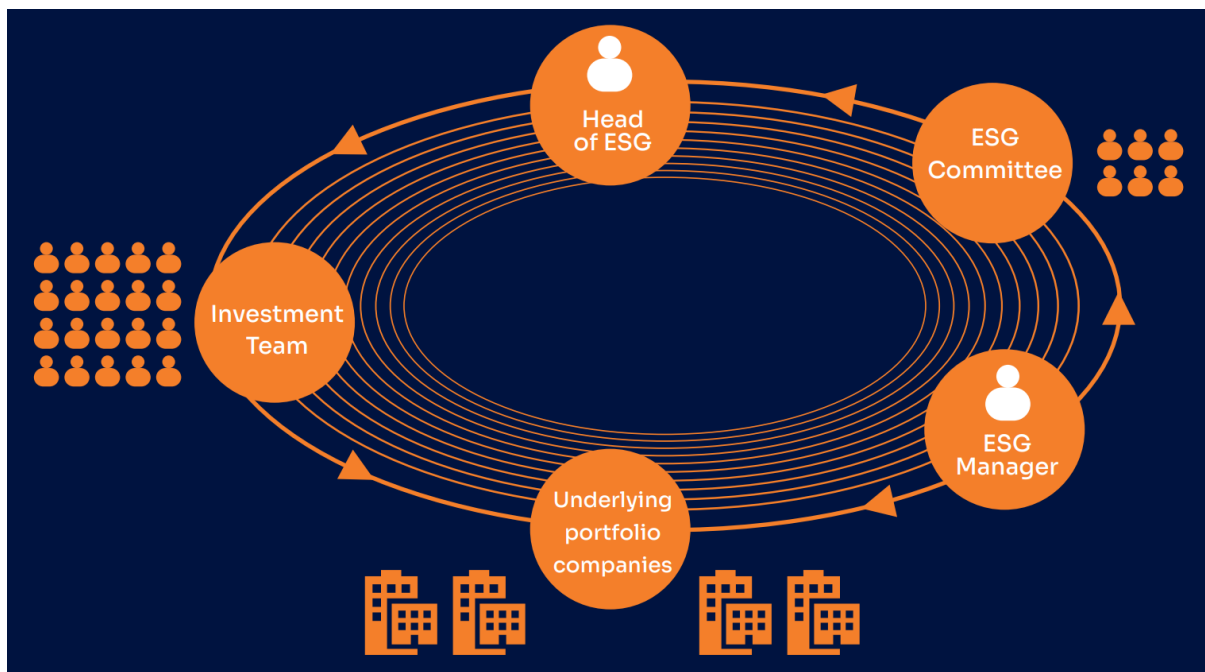 Head
of ESG
ESG
Committee
Investment
Team
ESG
Manager
Underlying
portfolio
companies